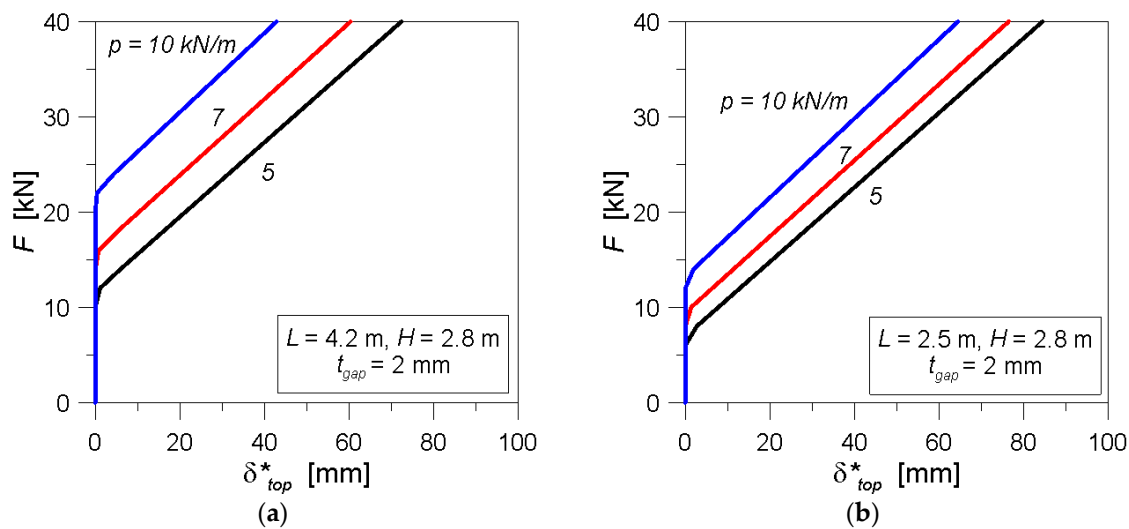 40
p = 10 kN/m
30
7
5
F [kN]
20
10
L = 4.2 m, H = 2.8 m
t_gap = 2 mm
0
0 20 40 60 80 100
δ*_top [mm]
(a)
40
p = 10 kN/m
30
7
5
F [kN]
20
10
L = 2.5 m, H = 2.8 m
t_gap = 2 mm
0
0 20 40 60 80 100
δ*_top [mm]
(b)